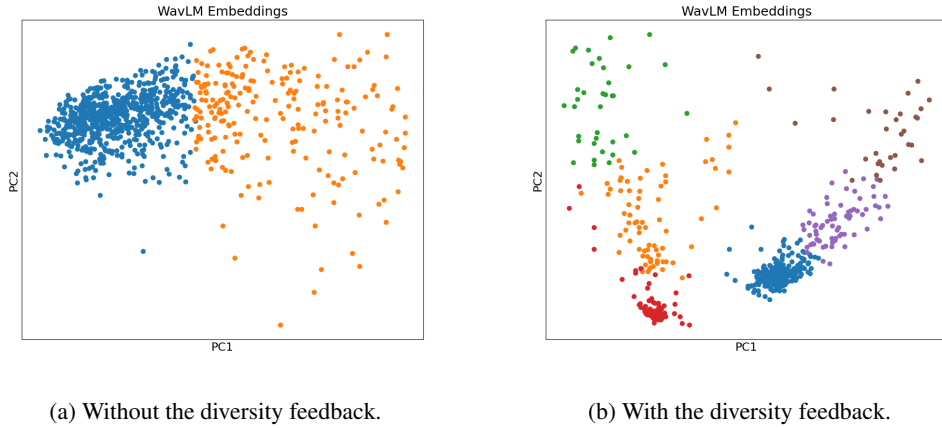 WavLM Embeddings
PC2
PC1
(a) Without the diversity feedback.
WavLM Embeddings
PC2
PC1
(b) With the diversity feedback.